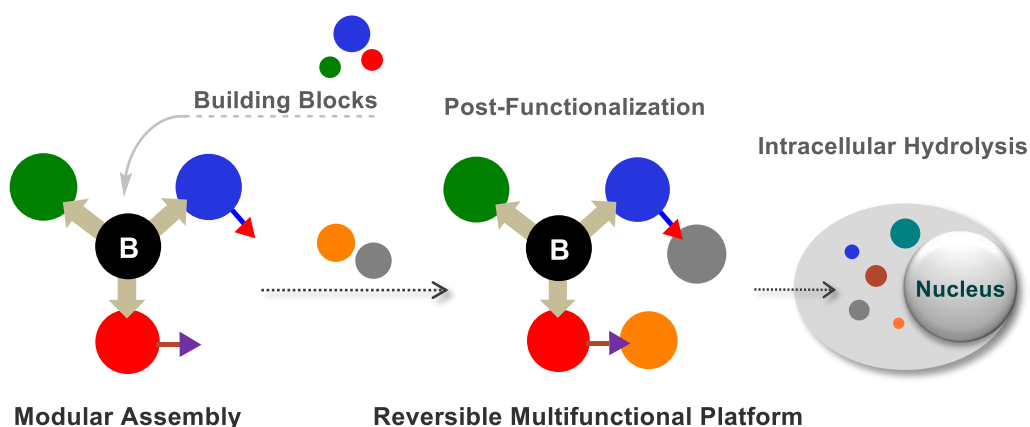 Building Blocks
Post-Functionalization
Intracellular Hydrolysis
B
B
Nucleus
Modular Assembly
Reversible Multifunctional Platform